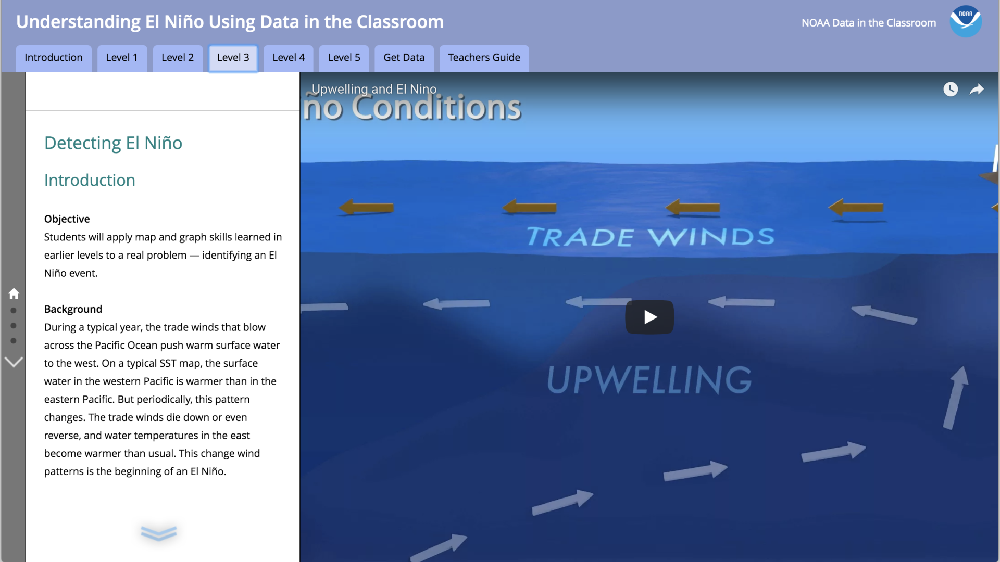 Understanding El Niño Using Data in the Classroom
NOAA Data in the Classroom
NOAA
Introduction
Level 1
Level 2
Level 3
Level 4
Level 5
Get Data
Teachers Guide
Detecting El Niño
Introduction
Objective
Students will apply map and graph skills learned in
earlier levels to a real problem — identifying an El
Niño event.
Background
During a typical year, the trade winds that blow
across the Pacific Ocean push warm surface water
to the west. On a typical SST map, the surface
water in the western Pacific is warmer than in the
eastern Pacific. But periodically, this pattern
changes. The trade winds die down or even
reverse, and water temperatures in the east
become warmer than usual. This change wind
patterns is the beginning of an El Niño.
Upwelling and El Nino
ño Conditions
TRADE WINDS
UPWELLING